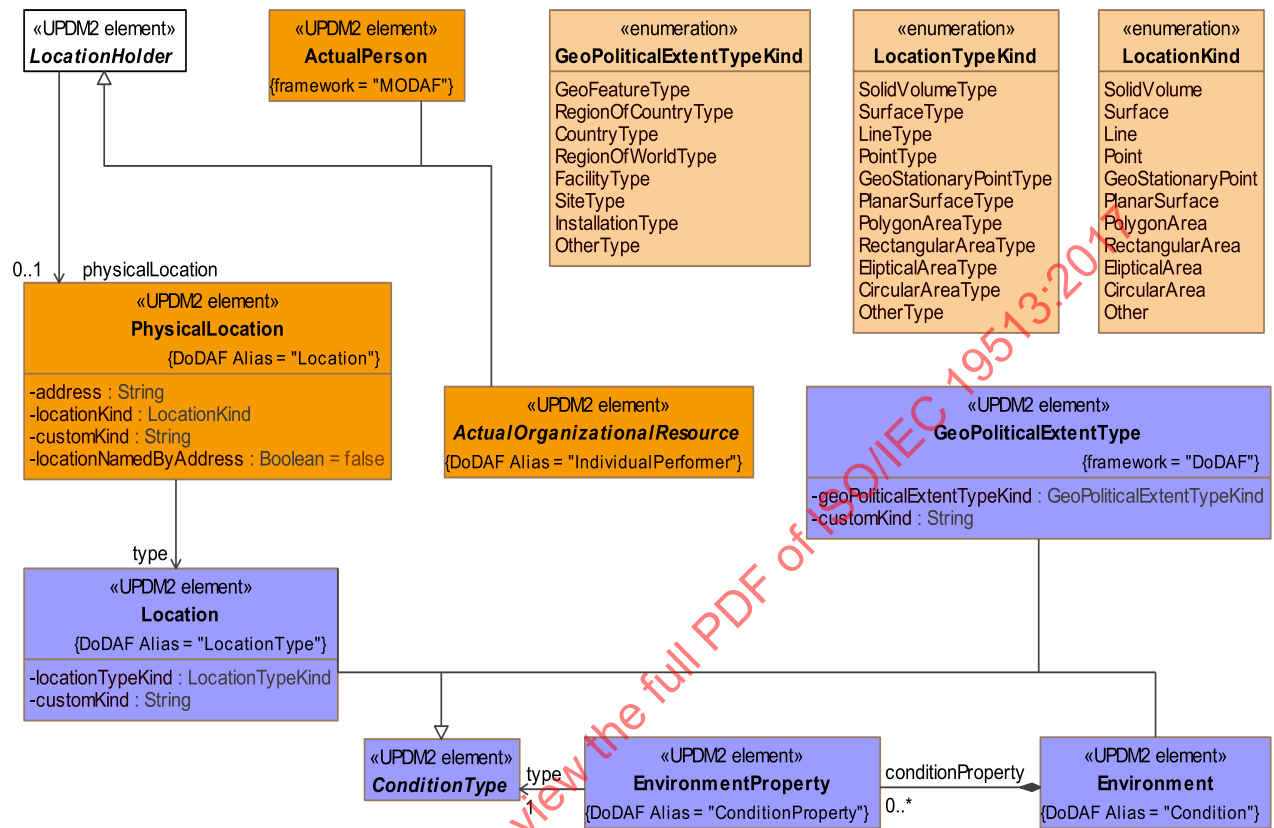 «UPDM2 element»
LocationHolder
«UPDM2 element»
ActualPerson
{framework = "MODAF"}
«enumeration»
GeoPoliticalExtentTypeKind
GeoFeatureType
RegionOfCountryType
CountryType
RegionOfWorldType
FacilityType
SiteType
InstallationType
OtherType
«enumeration»
LocationTypeKind
SolidVolumeType
SurfaceType
LineType
PointType
GeoStationaryPointType
PlanarSurfaceType
PolygonAreaType
RectangularAreaType
ElipticalAreaType
CircularAreaType
OtherType
«enumeration»
LocationKind
SolidVolume
Surface
Line
Point
GeoStationaryPoint
PlanarSurface
PolygonArea
RectangularArea
ElipticalArea
CircularArea
Other
0..1
physicalLocation
«UPDM2 element»
PhysicalLocation
{DoDAF Alias = "Location"}
-address : String
-locationKind : LocationKind
-customKind : String
-locationNamedByAddress : Boolean = false
«UPDM2 element»
ActualOrganizationalResource
{DoDAF Alias = "IndividualPerformer"}
«UPDM2 element»
GeoPoliticalExtentType
{framework = "DoDAF"}
-geoPoliticalExtentTypeKind : GeoPoliticalExtentTypeKind
-customKind : String
type
«UPDM2 element»
Location
{DoDAF Alias = "LocationType"}
-locationTypeKind : LocationTypeKind
-customKind : String
«UPDM2 element»
ConditionType
type
1
«UPDM2 element»
EnvironmentProperty
{DoDAF Alias = "ConditionProperty"}
conditionProperty
0..*
«UPDM2 element»
Environment
{DoDAF Alias = "Condition"}
view the full PDF of ISO/IEC 19513:2017